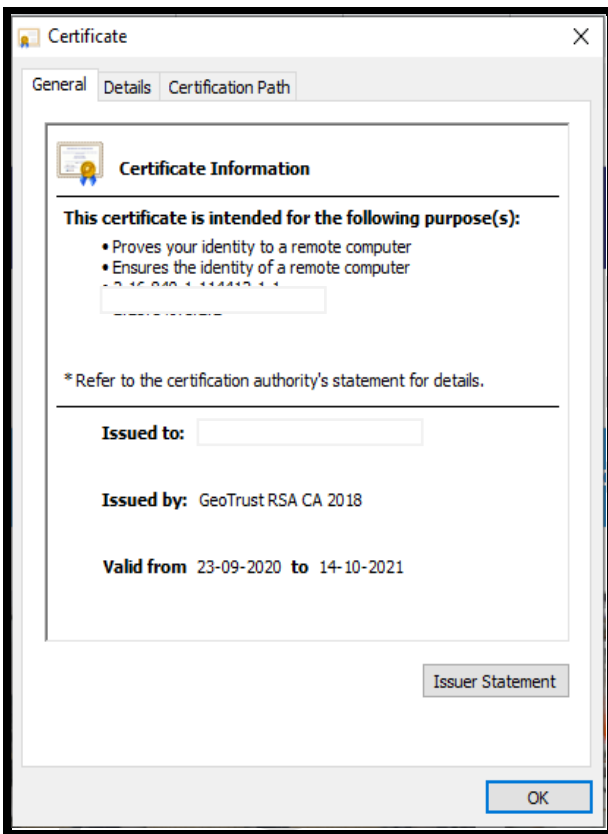 Certificate
General Details Certification Path
Certificate Information
This certificate is intended for the following purpose(s):
• Proves your identity to a remote computer
• Ensures the identity of a remote computer
* Refer to the certification authority's statement for details.
Issued to:
Issued by: GeoTrust RSA CA 2018
Valid from 23-09-2020 to 14-10-2021
Issuer Statement
OK